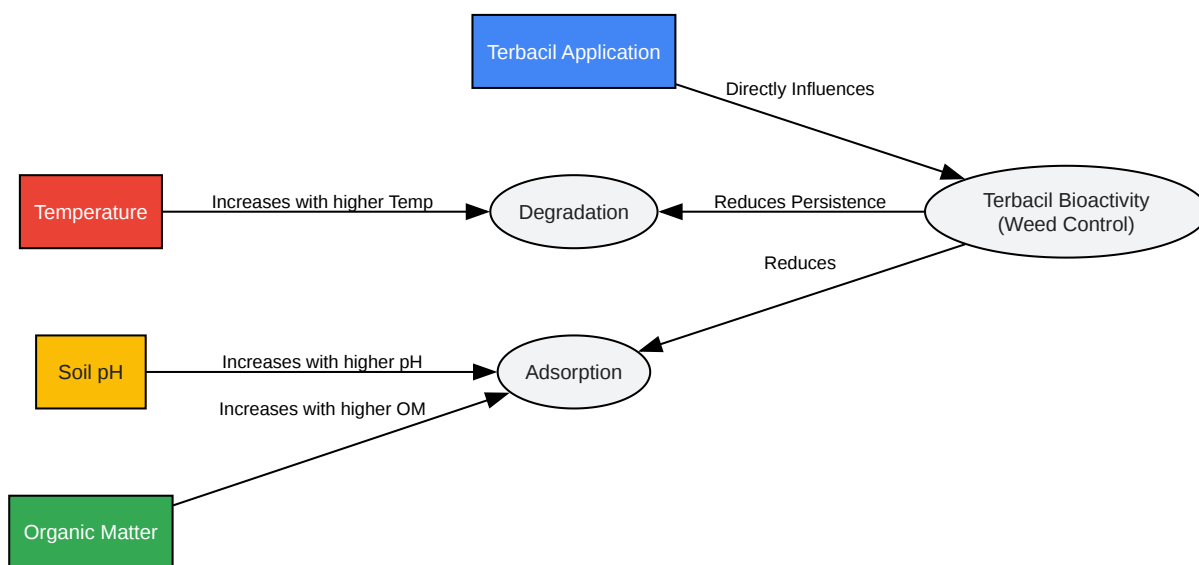 Terbacil Application
Directly Influences
Temperature
Increases with higher Temp
Degradation
Reduces Persistence
Terbacil Bioactivity
(Weed Control)
Reduces
Soil pH
Increases with higher pH
Adsorption
Increases with higher OM
Organic Matter